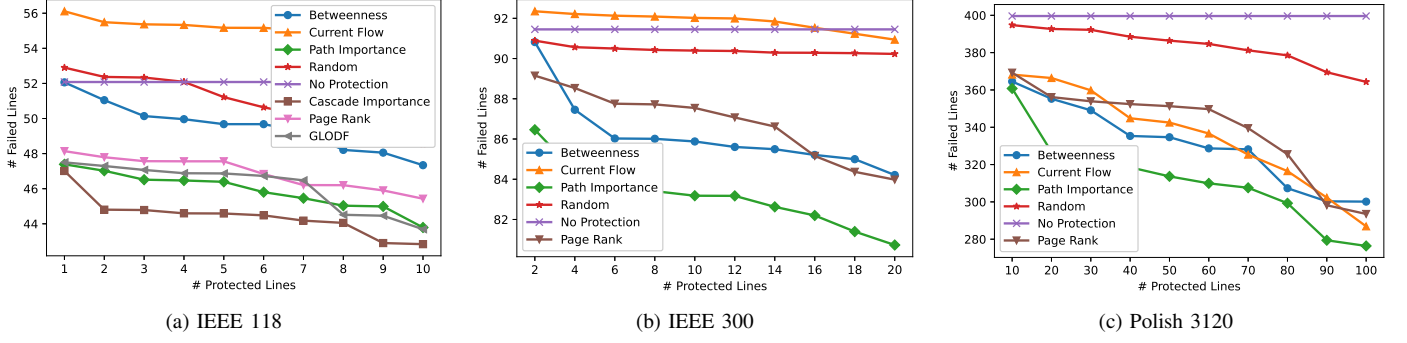 # Failed Lines
56
54
52
50
48
46
44
Betweenness
Current Flow
Path Importance
Random
No Protection
Cascade Importance
Page Rank
GLODF
1 2 3 4 5 6 7 8 9 10
# Protected Lines
(a) IEEE 118
# Failed Lines
92
90
88
86
84
82
Betweenness
Current Flow
Path Importance
Random
No Protection
Page Rank
2 4 6 8 10 12 14 16 18 20
# Protected Lines
(b) IEEE 300
# Failed Lines
400
380
360
340
320
300
280
Betweenness
Current Flow
Path Importance
Random
No Protection
Page Rank
10 20 30 40 50 60 70 80 90 100
# Protected Lines
(c) Polish 3120